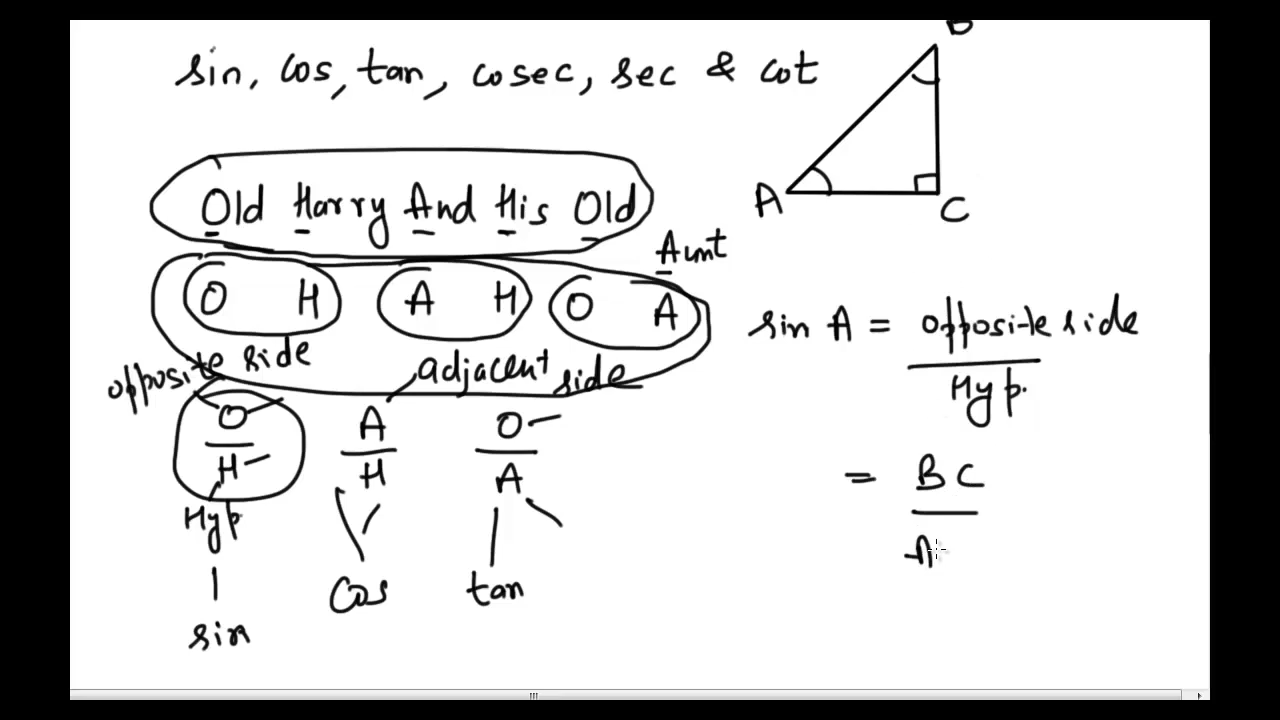 sin, cos, tan, cosec, sec & cot
B
A
C
Old Harry And His Old
Aunt
O H A H O A
opposite side
adjacent side
O
H
A
H
O
A
Hyp
sin
cos
tan
sin A = opposite side
Hyp.
= BC
A